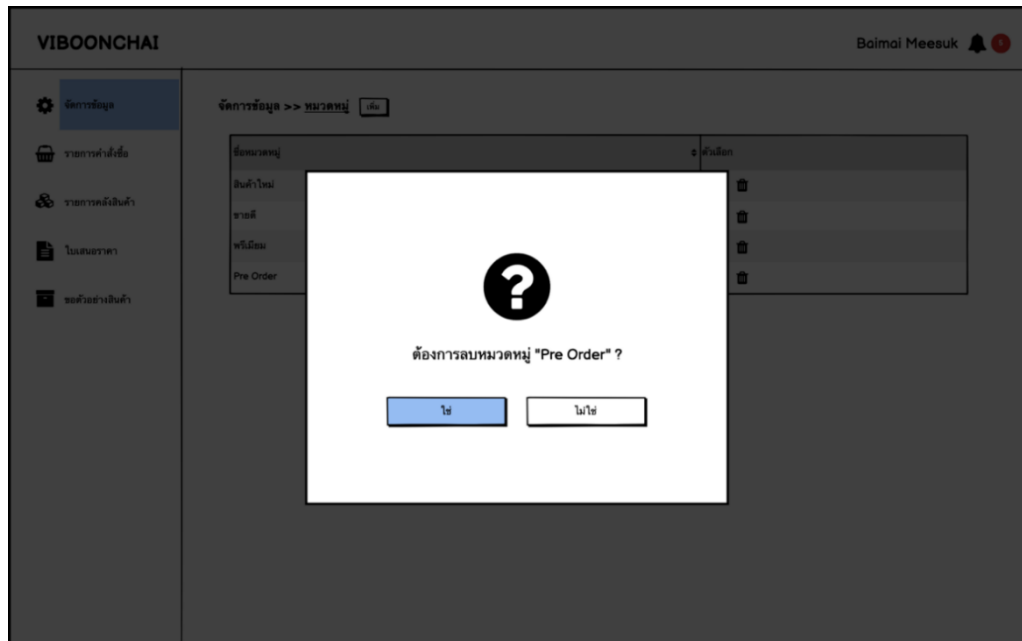 VIBOONCHAI
Baimai Meesuk
จัดการข้อมูล
รายการคำสั่งซื้อ
รายการคลังสินค้า
ใบเสนอราคา
ขอตัวอย่างสินค้า
จัดการข้อมูล >> หมวดหมู่ เพิ่ม
ชื่อหมวดหมู่ ตัวเลือก
สินค้าใหม่
ขายดี
พรีเมียม
Pre Order
ต้องการลบหมวดหมู่ "Pre Order" ?
ใช่ ไม่ใช่